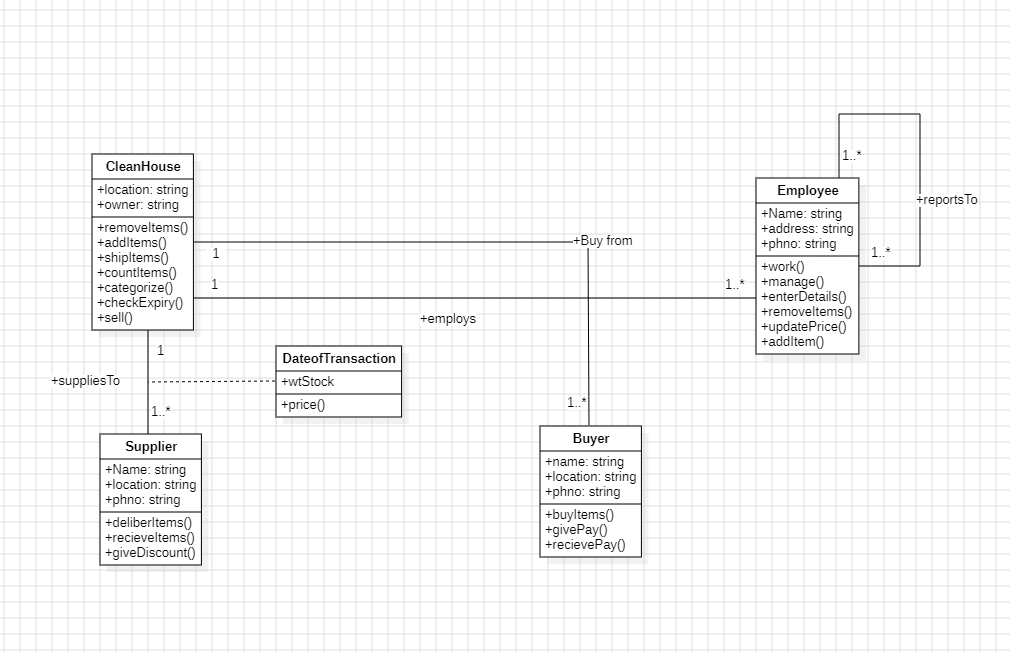 CleanHouse
+location: string
+owner: string
+removeItems()
+addItems()
+shipItems()
+countItems()
+categorize()
+checkExpiry()
+sell()
1
1
+Buy from
+employs
1..*
Employee
+Name: string
+address: string
+phno: string
+work()
+manage()
+enterDetails()
+removeItems()
+updatePrice()
+addItem()
1..*
+reportsTo
1..*
1
+suppliesTo
1..*
DateofTransaction
+wtStock
+price()
Supplier
+Name: string
+location: string
+phno: string
+deliberItems()
+recieveItems()
+giveDiscount()
1..*
Buyer
+name: string
+location: string
+phno: string
+buyItems()
+givePay()
+recievePay()